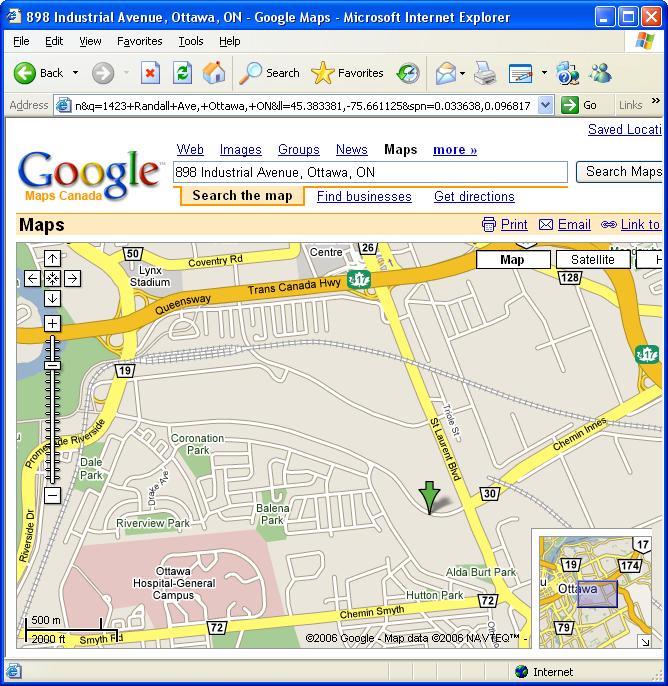 898 Industrial Avenue, Ottawa, ON - Google Maps - Microsoft Internet Explorer
File Edit View Favorites Tools Help
Back Search Favorites
Address n&q=1423+Randall+Ave,+Ottawa,+ON&ll=45.383381,-75.661125&spn=0.033638,0.096817 Go Links »
Saved Locati
Web Images Groups News Maps more »
Google
Maps Canada
898 Industrial Avenue, Ottawa, ON Search Maps
Search the map Find businesses Get directions
Maps Print Email Link to
50 Coventry Rd Centre 26
Map Satellite H
Lynx
Stadium
128
Queensway Trans Canada Hwy
19
Triole St
St Laurent Blvd
Chemin Innes
Promenade Riverside
Coronation
Park
Dale
Park
Drake Ave
30
Balena
Park
Riverview Park
Riverside Dr
17
19 174
Ottawa
79
Ottawa
Hospital-General
Campus
Alda Burt Park
Hutton Park
72
500 m
Chemin Smyth
72
2000 ft
Smyth Rd
©2006 Google - Map data ©2006 NAVTEQ™ -
Internet